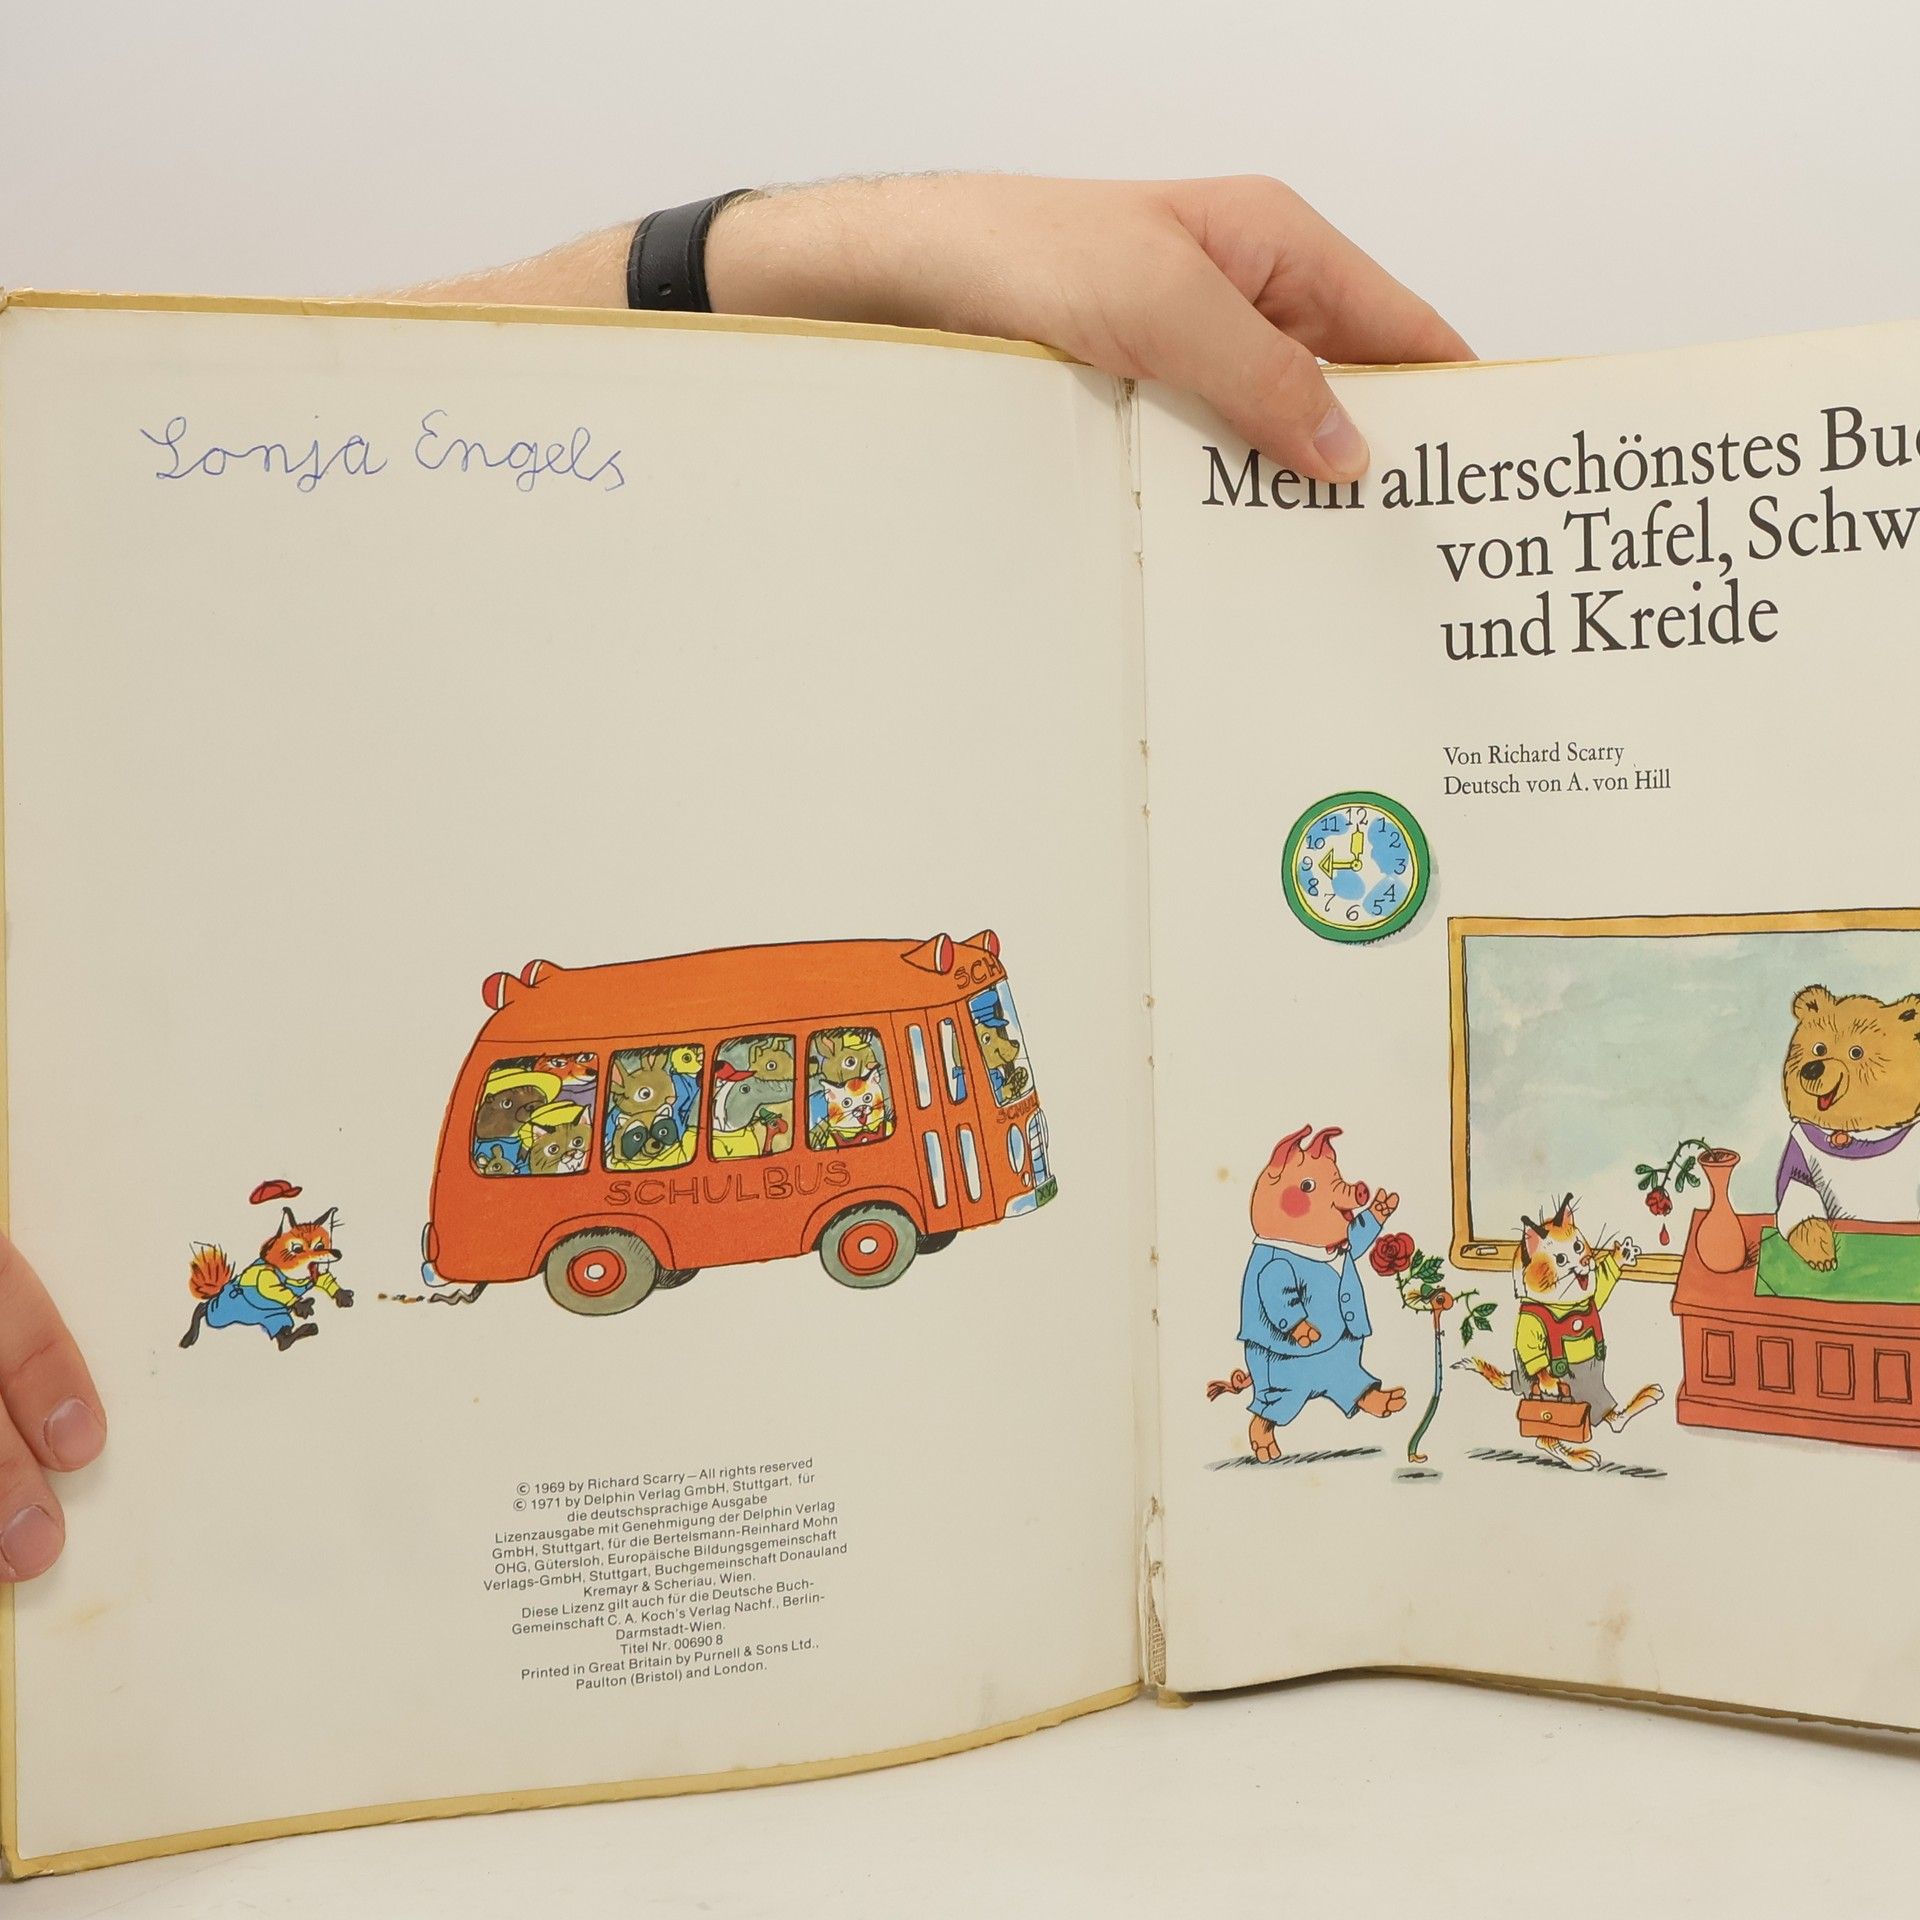 Sonja Engels
SCH
SCHUL
SCHULBUS
© 1969 by Richard Scarry – All rights reserved
© 1971 by Delphin Verlag GmbH, Stuttgart, für
die deutschsprachige Ausgabe
Lizenzausgabe mit Genehmigung der Delphin Verlag
GmbH, Stuttgart, für die Bertelsmann-Reinhard Mohn
OHG, Gütersloh, Europäische Bildungsgemeinschaft
Verlags-GmbH, Stuttgart, Buchgemeinschaft Donauland
Kremayr & Scheriau, Wien.
Diese Lizenz gilt auch für die Deutsche Buch-
Gemeinschaft C. A. Koch's Verlag Nachf., Berlin-
Darmstadt-Wien.
Titel Nr. 00690 8
Printed in Great Britain by Purnell & Sons Ltd.,
Paulton (Bristol) and London.
Mein allerschönstes Buc
von Tafel, Schw
und Kreide
Von Richard Scarry
Deutsch von A. von Hill
12 1 2 3 4 5 6 7 8 9 10 11